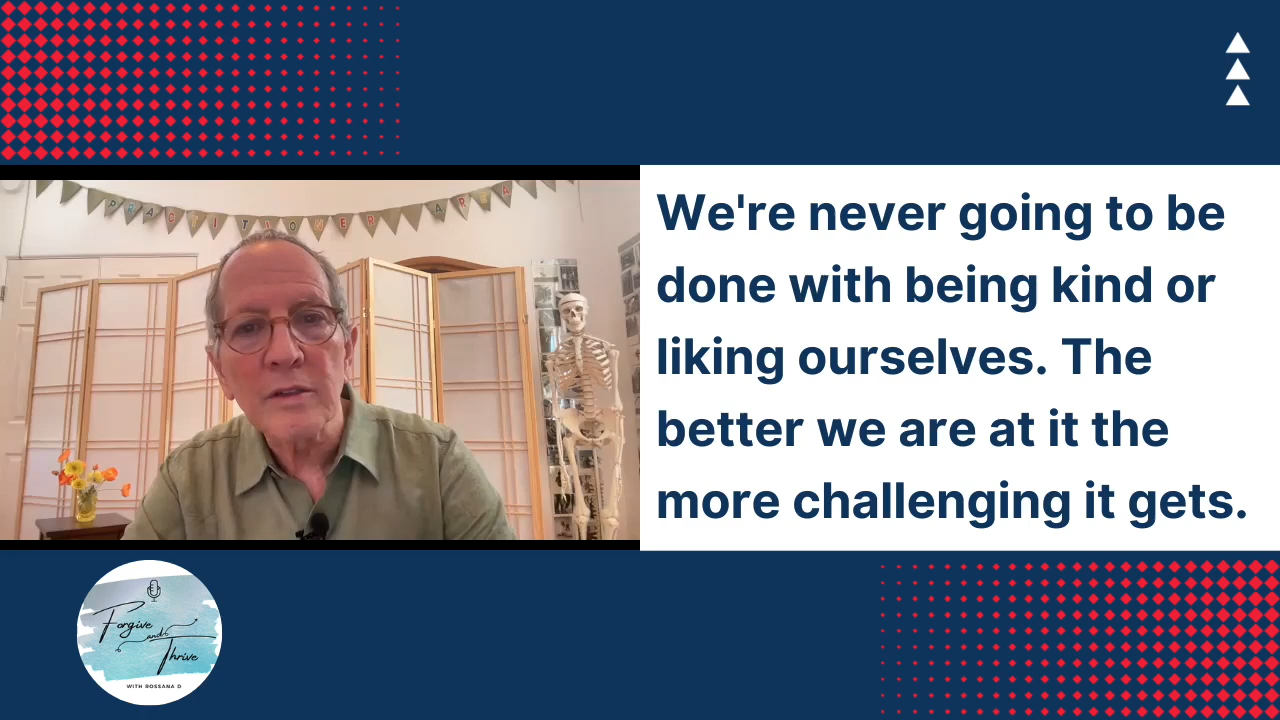 PRACTITIONER
We're never going to be
done with being kind or
liking ourselves. The
better we are at it the
more challenging it gets.
Forgive
and
Thrive
WITH ROSSANA D